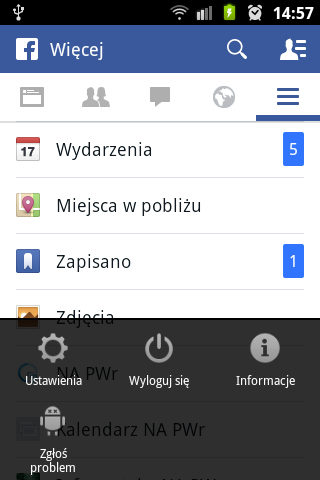 14:57
f Więcej
17 Wydarzenia 5
Miejsca w pobliżu
Zapisano 1
Zdjęcia
NA PWr
Kalendarz NA PWr
Ustawienia Wyloguj się Informacje
Zgłoś
problem